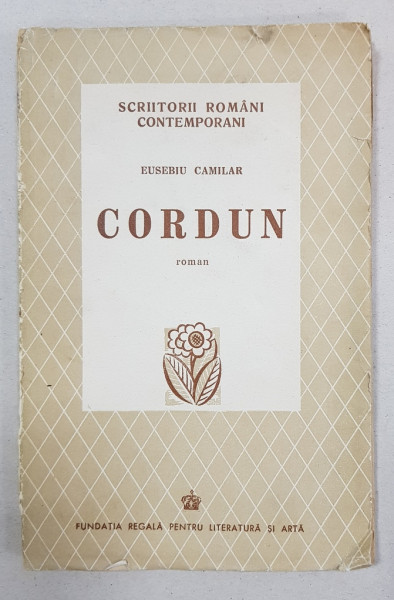 SCRIITORII ROMÂNI
CONTEMPORANI
EUSEBIU CAMILAR
CORDUN
roman
FUNDAȚIA REGALĂ PENTRU LITERATURĂ ȘI ARTĂ